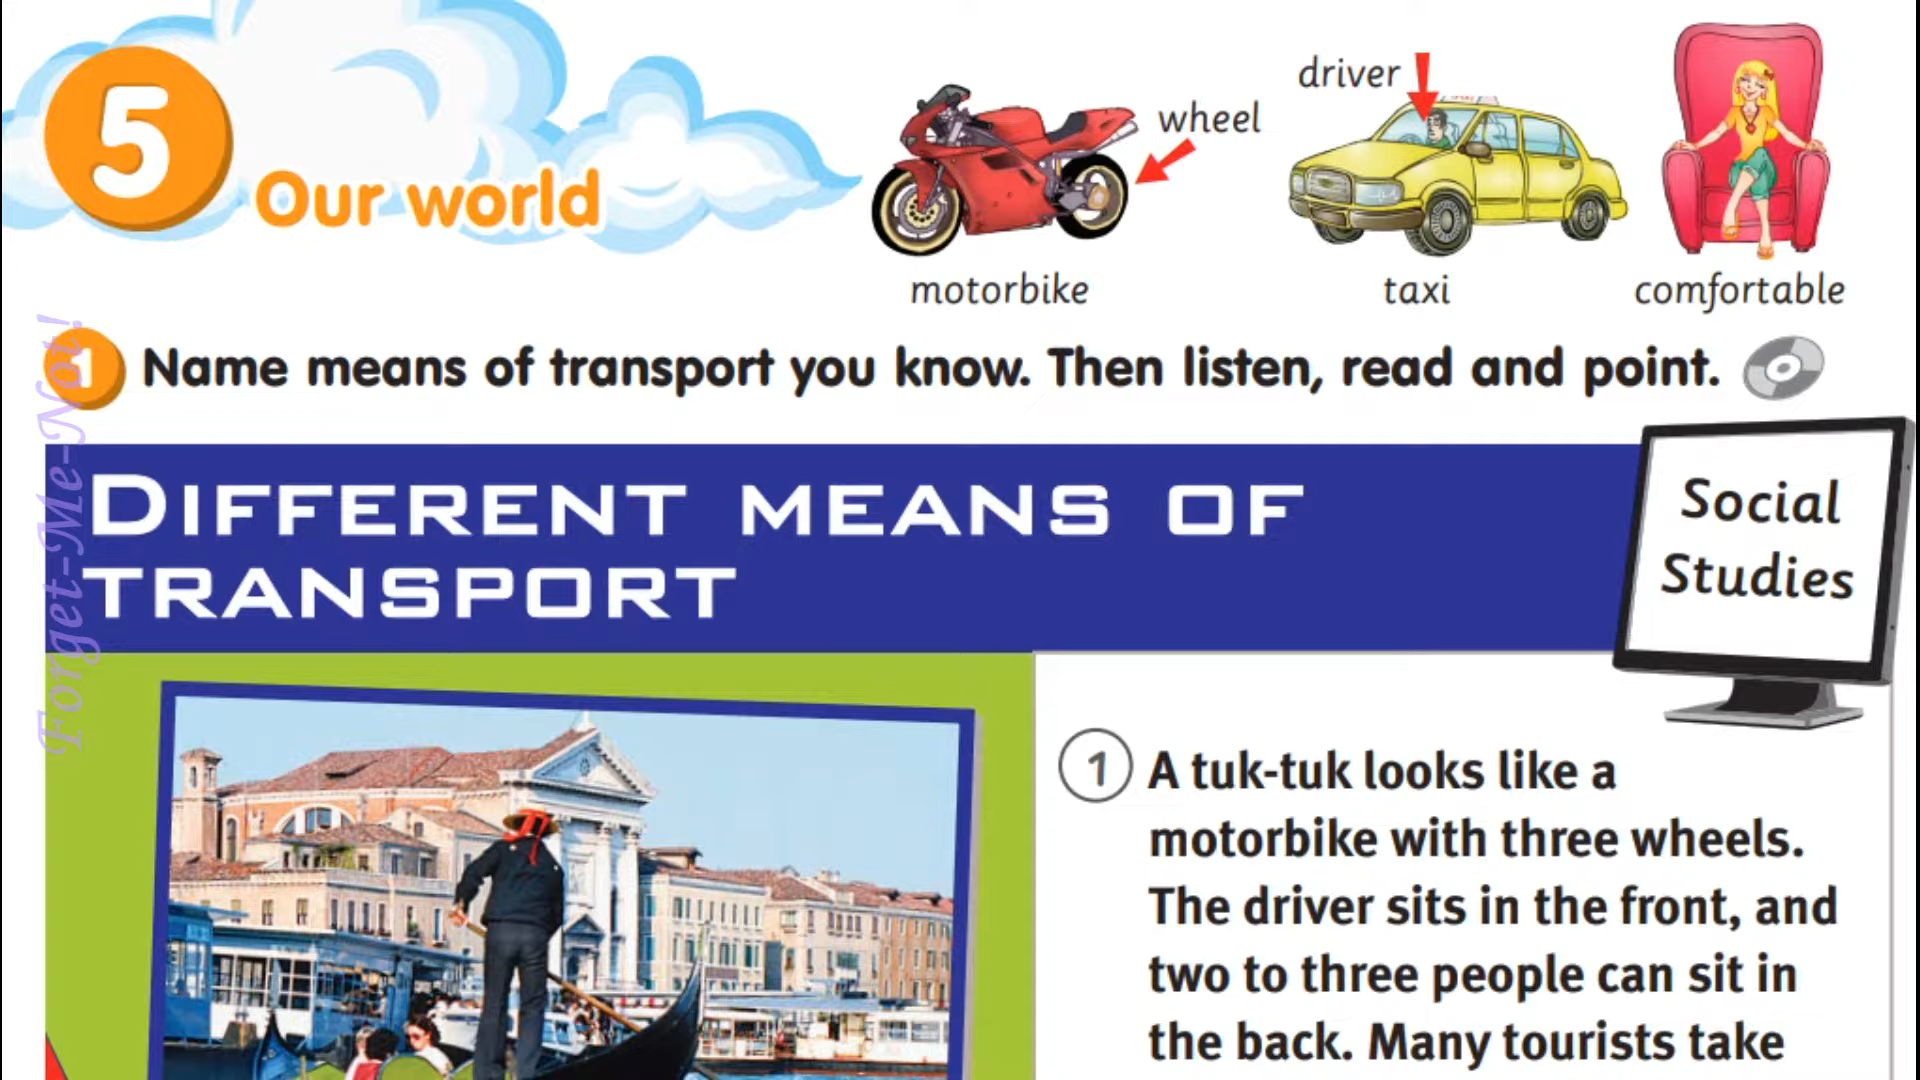 5
Our world
wheel
driver
motorbike
taxi
comfortable
1 Name means of transport you know. Then listen, read and point.
DIFFERENT MEANS OF
TRANSPORT
Social
Studies
1 A tuk-tuk looks like a
motorbike with three wheels.
The driver sits in the front, and
two to three people can sit in
the back. Many tourists take
Forget-Me-Not!